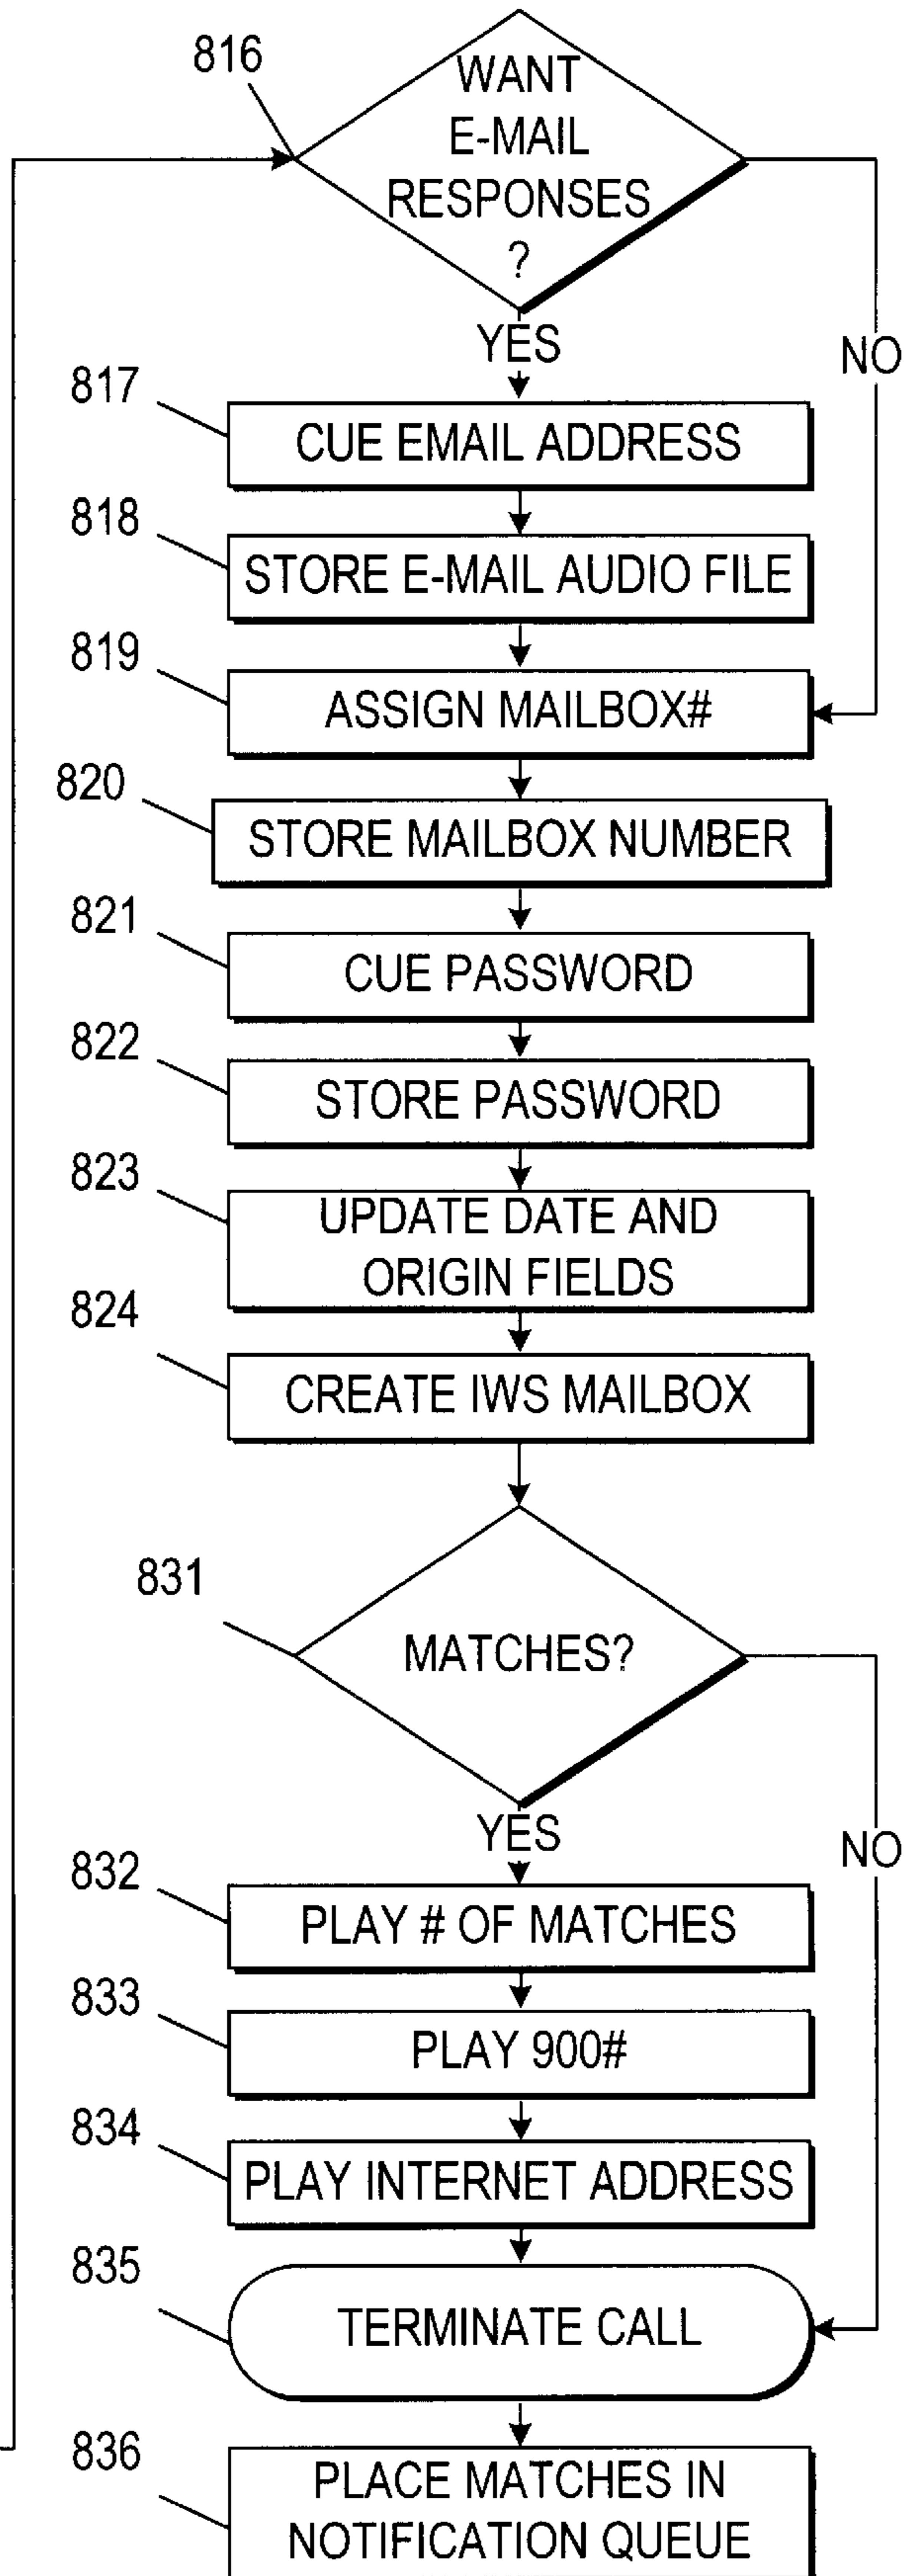 816
WANT
E-MAIL
RESPONSES
?
YES
NO
817
CUE EMAIL ADDRESS
818
STORE E-MAIL AUDIO FILE
819
ASSIGN MAILBOX#
820
STORE MAILBOX NUMBER
821
CUE PASSWORD
822
STORE PASSWORD
823
UPDATE DATE AND
ORIGIN FIELDS
824
CREATE IWS MAILBOX
831
MATCHES?
YES
NO
832
PLAY # OF MATCHES
833
PLAY 900#
834
PLAY INTERNET ADDRESS
835
TERMINATE CALL
836
PLACE MATCHES IN
NOTIFICATION QUEUE